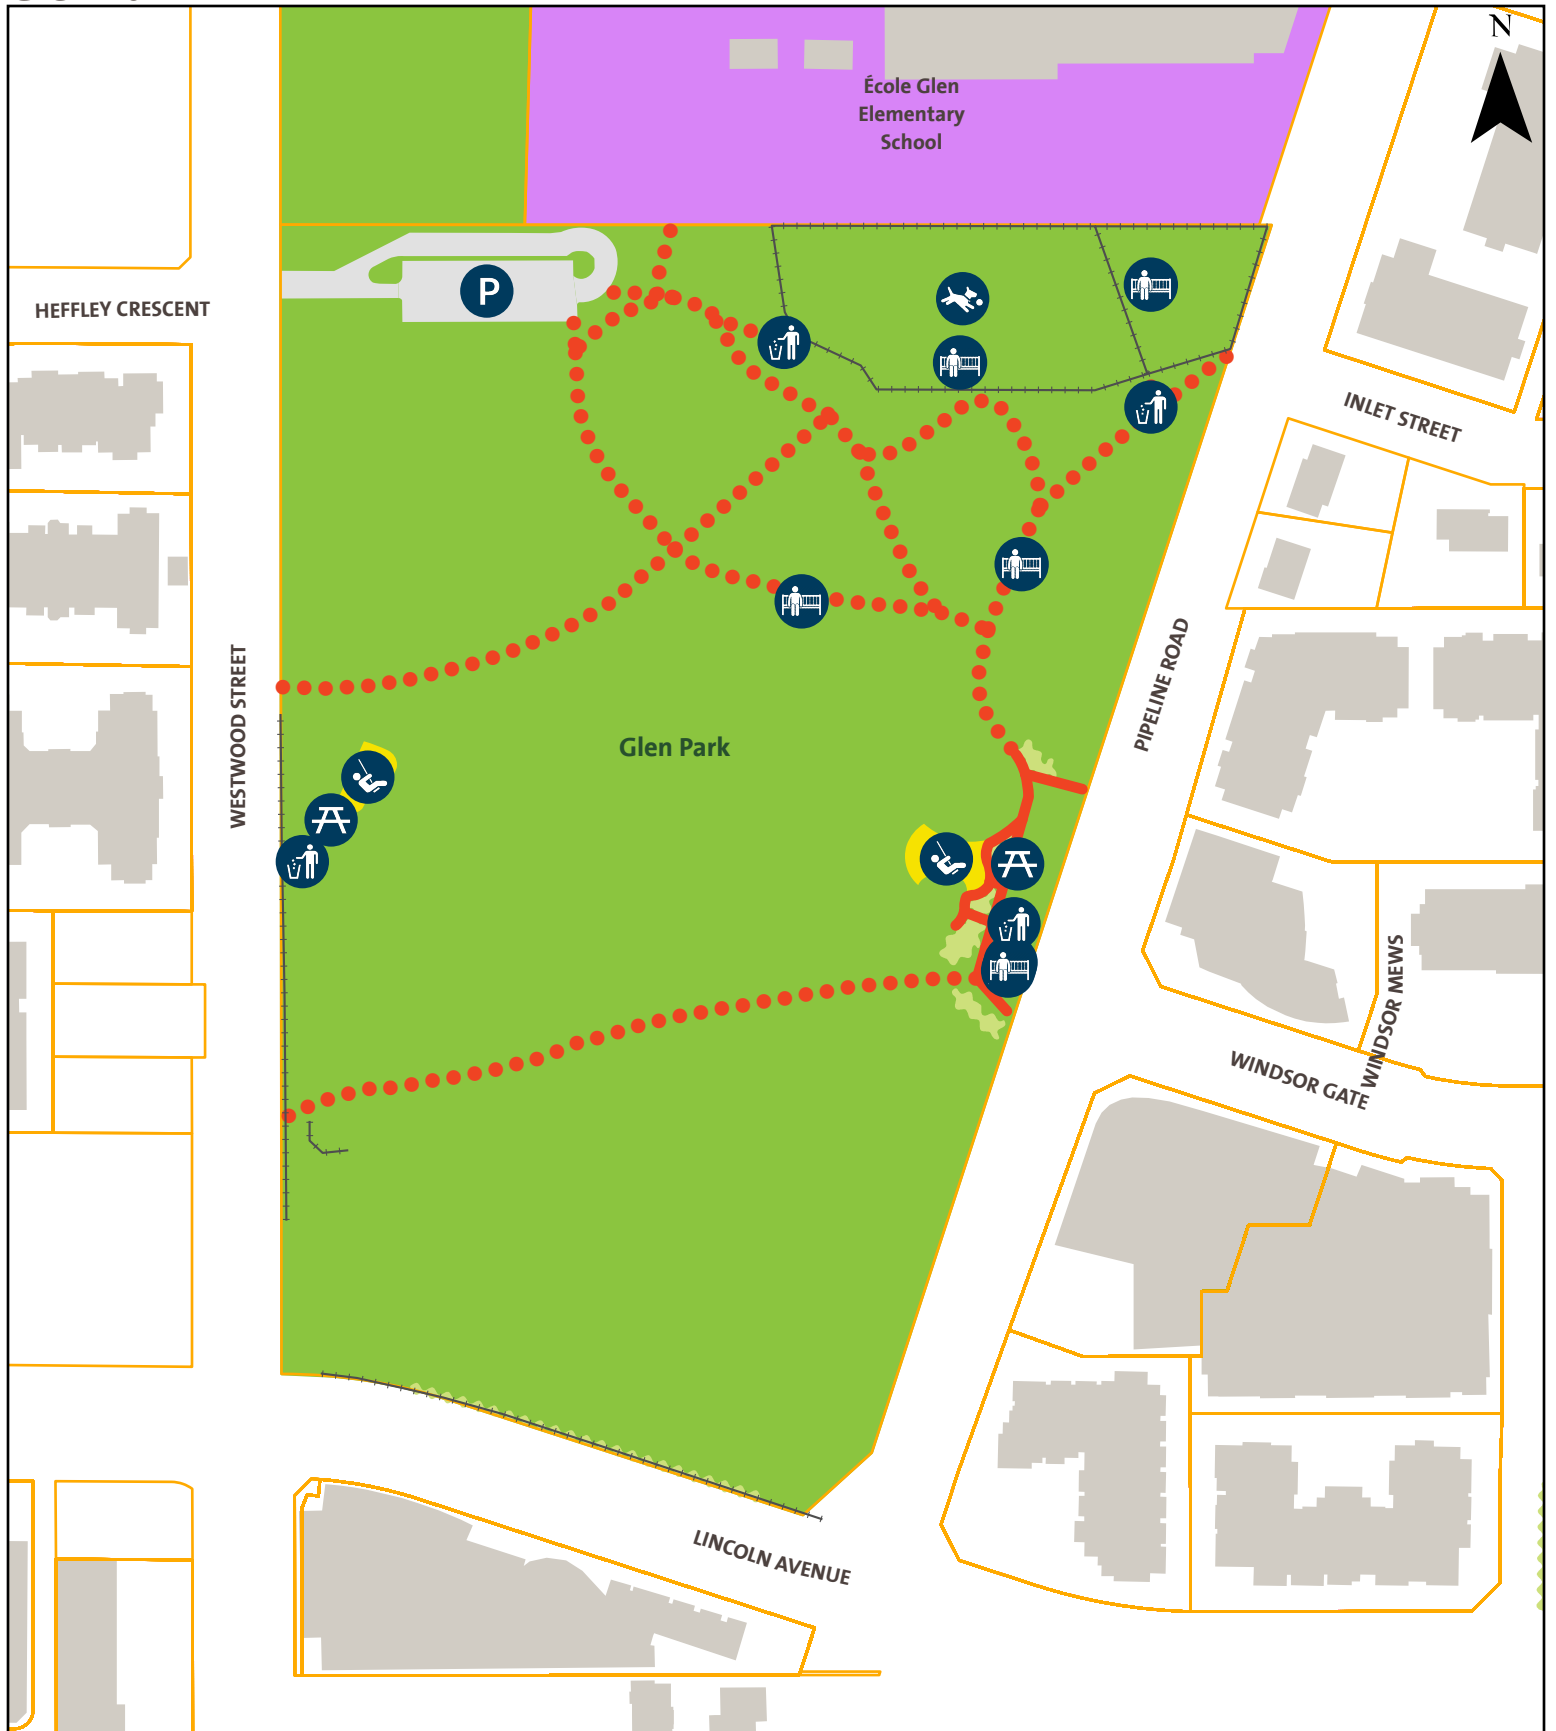 N
École Glen
Elementary
School
P
HEFFLEY CRESCENT
INLET STREET
WESTWOOD STREET
PIPELINE ROAD
Glen Park
WINDSOR MEWS
WINDSOR GATE
LINCOLN AVENUE